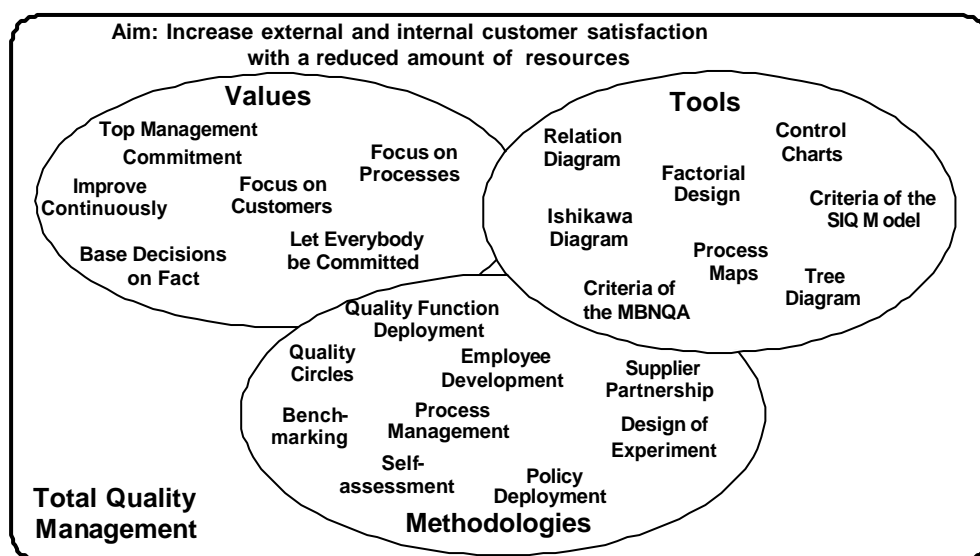 Aim: Increase external and internal customer satisfaction
with a reduced amount of resources
Values
Top Management
Commitment
Focus on
Processes
Improve
Continuously
Focus on
Customers
Base Decisions
on Fact
Let Everybody
be Committed
Tools
Relation
Diagram
Control
Charts
Factorial
Design
Criteria of the
SIQ Model
Ishikawa
Diagram
Process
Maps
Tree
Diagram
Criteria of
the MBNQA
Quality Function
Deployment
Quality
Circles
Employee
Development
Supplier
Partnership
Bench-
marking
Process
Management
Design of
Experiment
Self-
assessment
Policy
Deployment
Methodologies
Total Quality
Management